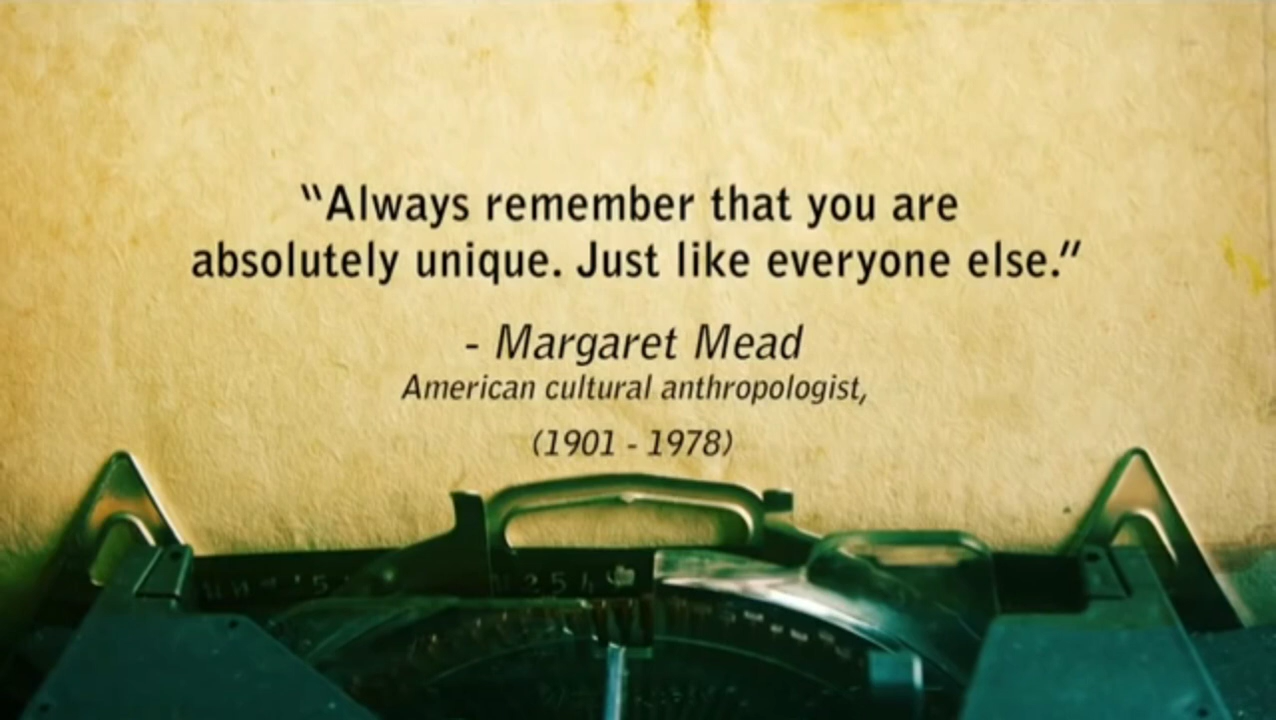 “Always remember that you are
absolutely unique. Just like everyone else.”
- Margaret Mead
American cultural anthropologist,
(1901 - 1978)